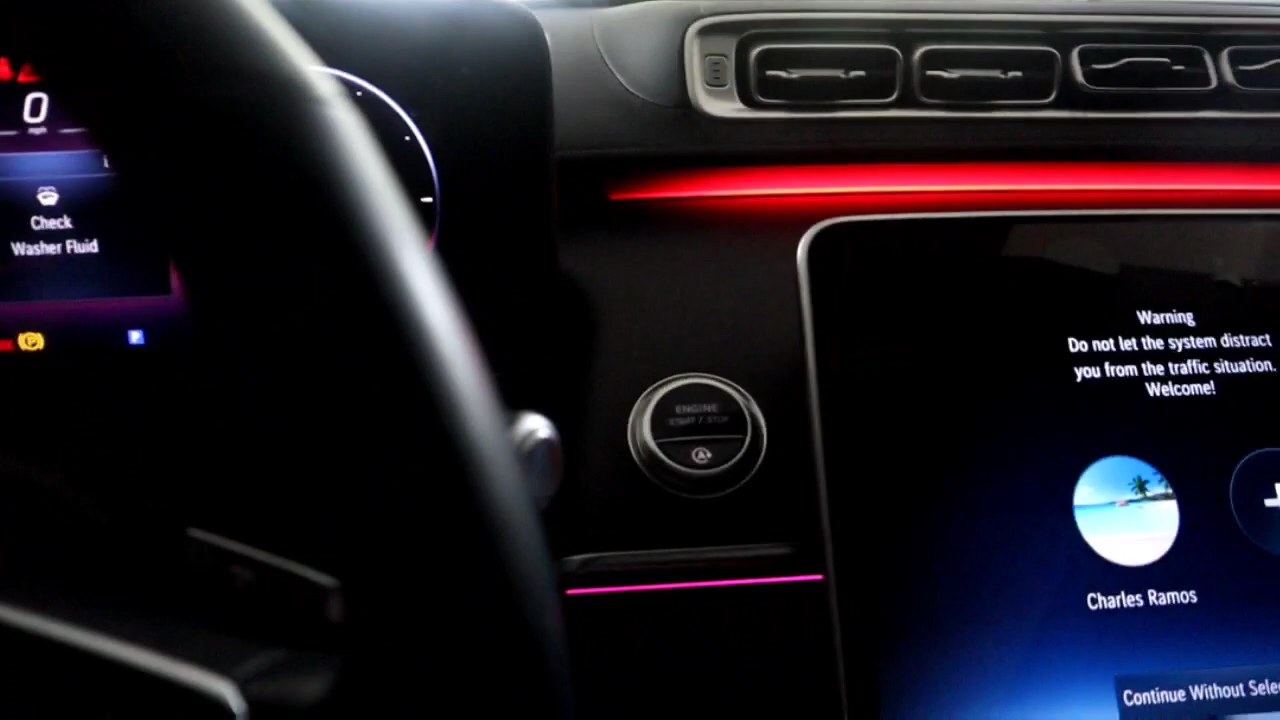 0
mph
Check
Washer Fluid
P
P
ENGINE
START / STOP
A
Warning
Do not let the system distract
you from the traffic situation.
Welcome!
Charles Ramos
Continue Without